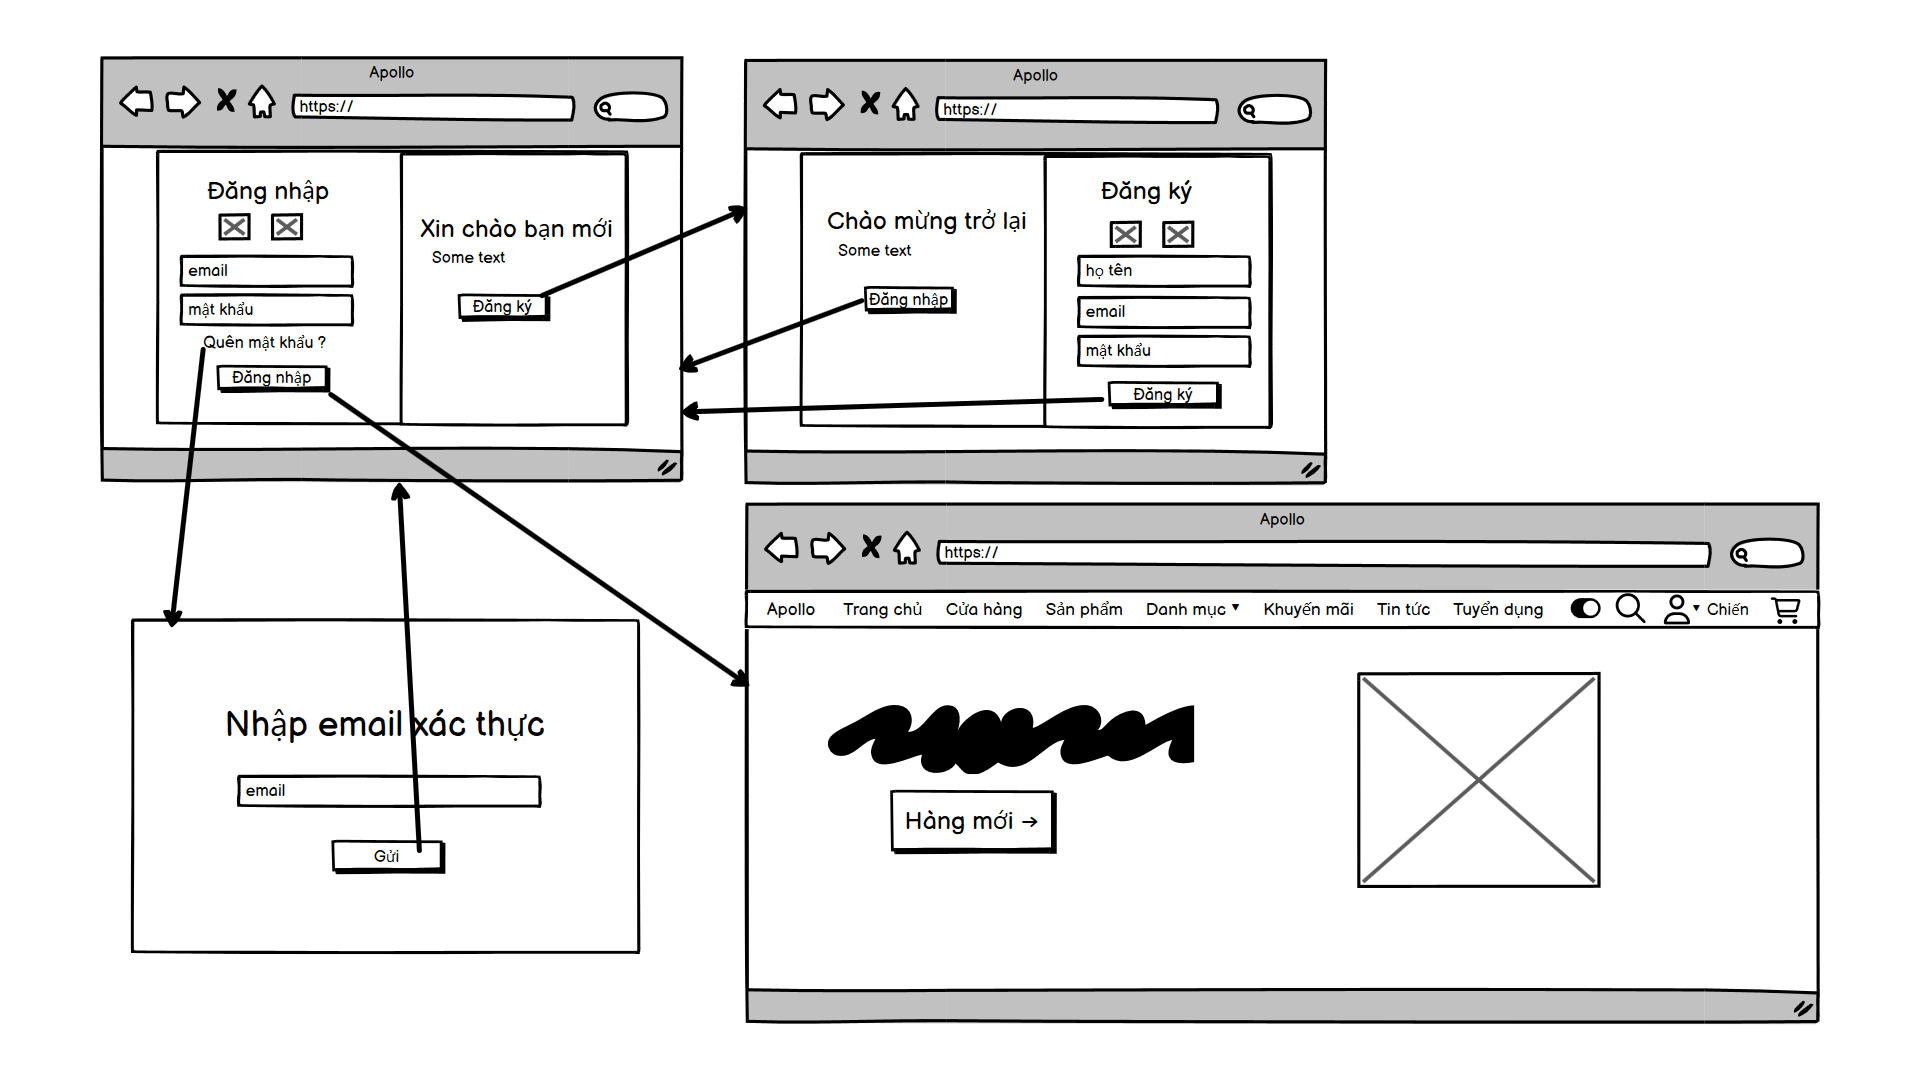 Apollo
https://
Đăng nhập
email
mật khẩu
Quên mật khẩu ?
Đăng nhập
Xin chào bạn mới
Some text
Đăng ký
Apollo
https://
Chào mừng trở lại
Some text
Đăng nhập
Đăng ký
họ tên
email
mật khẩu
Đăng ký
Nhập email xác thực
email
Gửi
Apollo
https://
Apollo Trang chủ Cửa hàng Sản phẩm Danh mục Khuyến mãi Tin tức Tuyển dụng Chiến
Hàng mới →